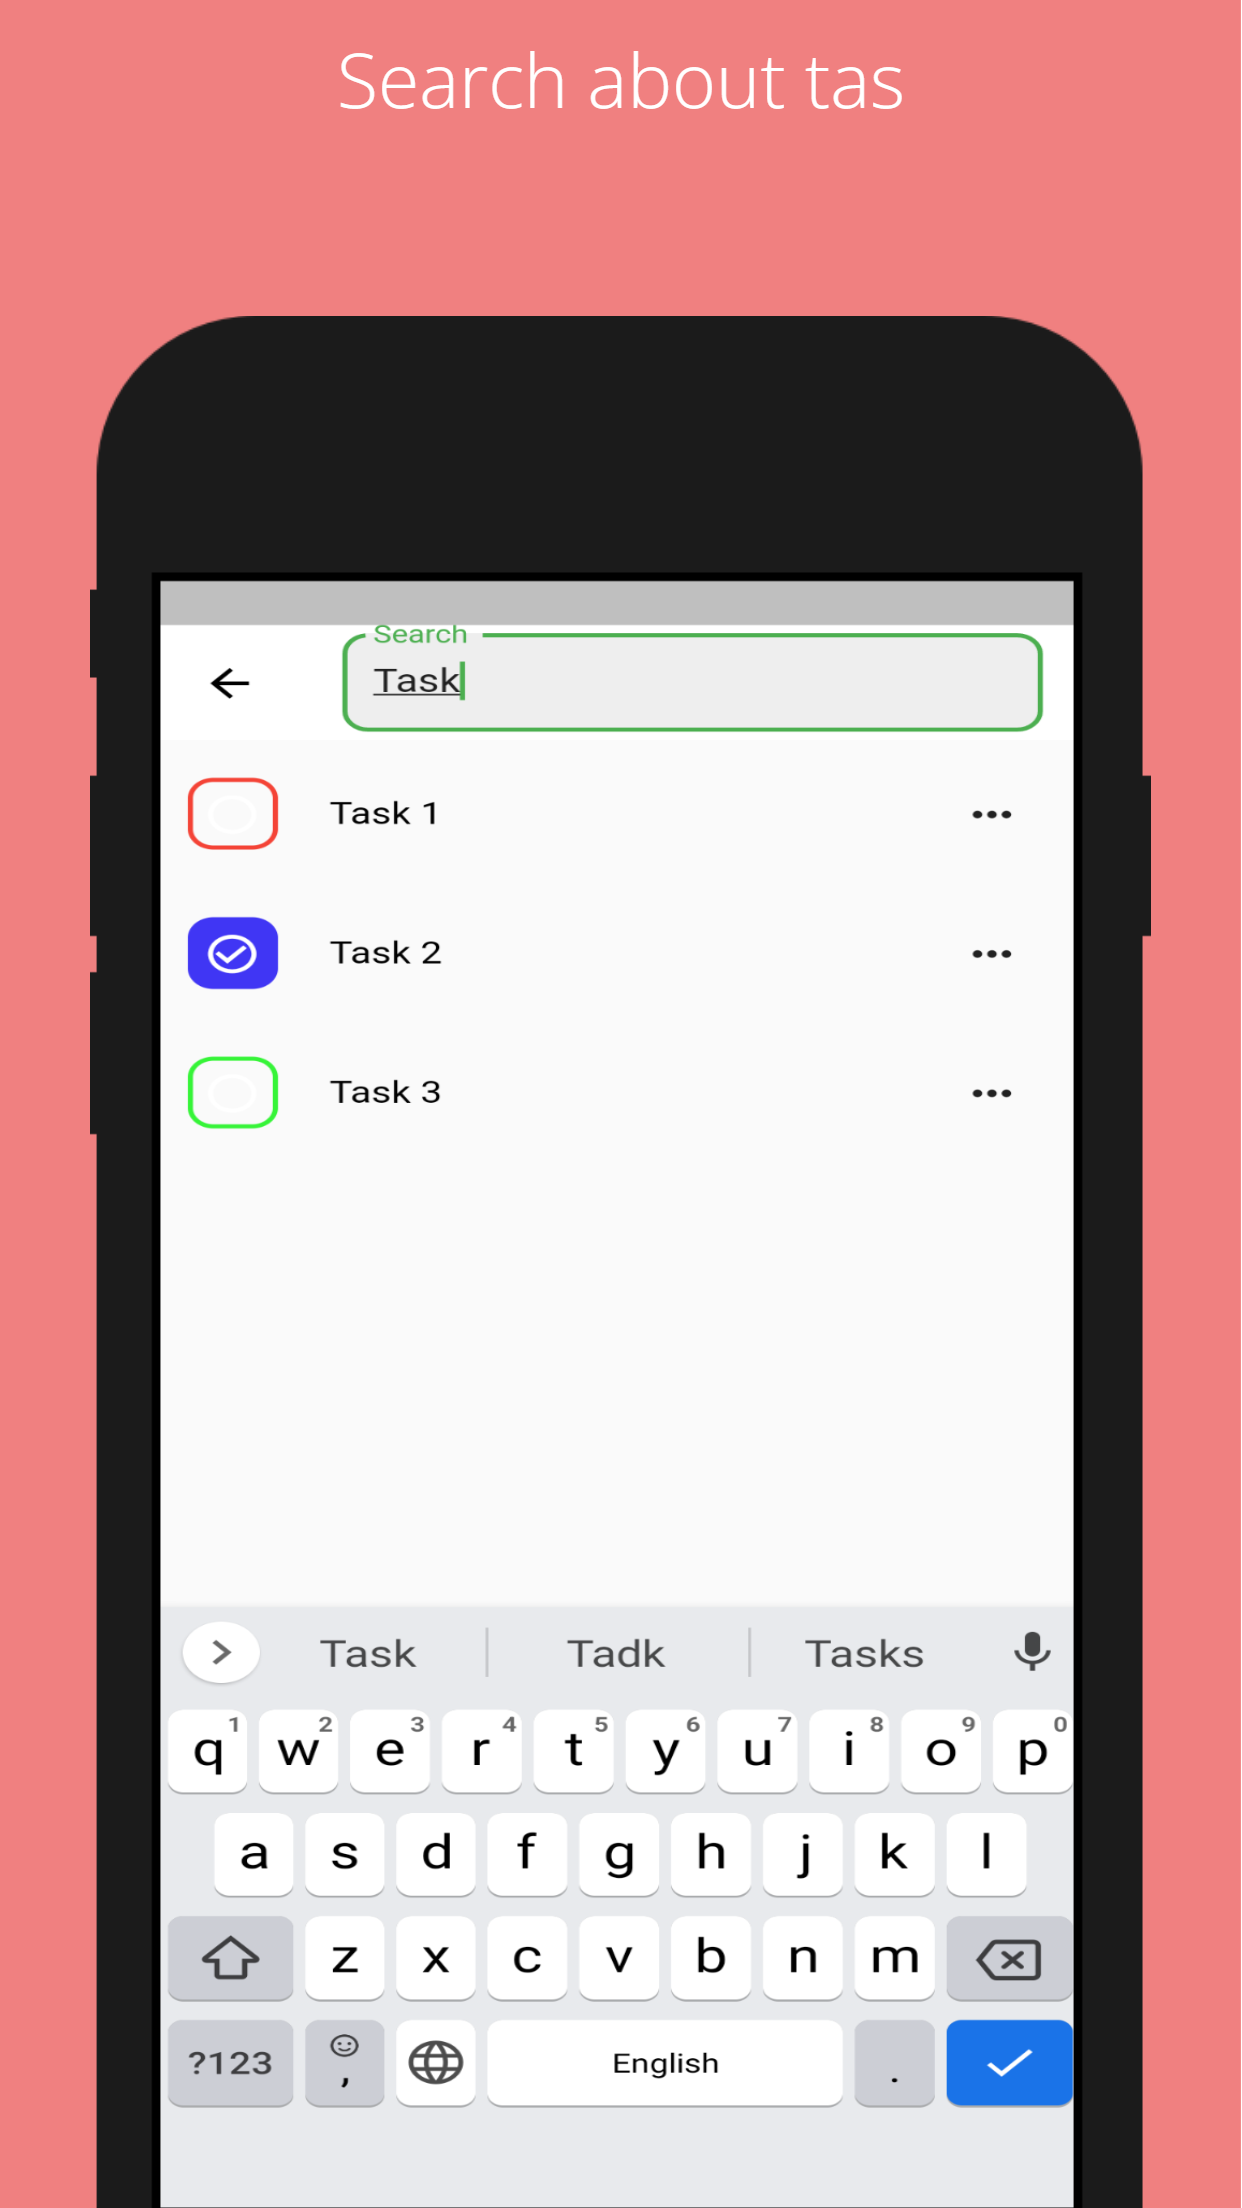 Search about tas
Search
Task
Task 1
Task 2
Task 3
Task Tadk Tasks
1 2 3 4 5 6 7 8 9 0
q w e r t y u i o p
a s d f g h j k l
z x c v b n m
?123 , English .